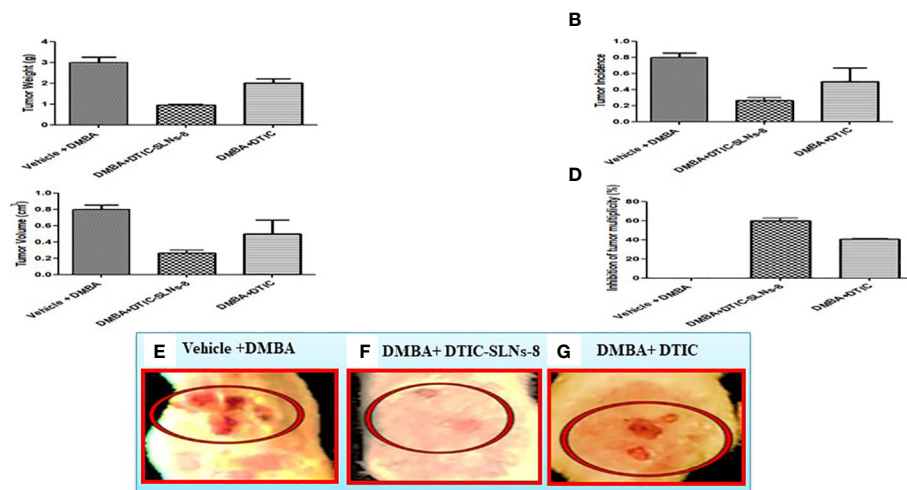 B
Tumor Weight (g)
4
3
2
1
0
Vehicle + DMBA
DMBA+DTIC-SLNs-8
DMBA+DTIC
Tumor Incidence
1.0
0.8
0.6
0.4
0.2
0.0
Vehicle + DMBA
DMBA+DTIC-SLNs-8
DMBA+DTIC
Tumor Volume (cm³)
1.0
0.8
0.6
0.4
0.2
0.0
Vehicle + DMBA
DMBA+DTIC-SLNs-8
DMBA+DTIC
D
Inhibition of tumor multiplicity (%)
80
60
40
20
0
Vehicle + DMBA
DMBA+DTIC-SLNs-8
DMBA+DTIC
E Vehicle +DMBA
F DMBA+ DTIC-SLNs-8
G DMBA+ DTIC